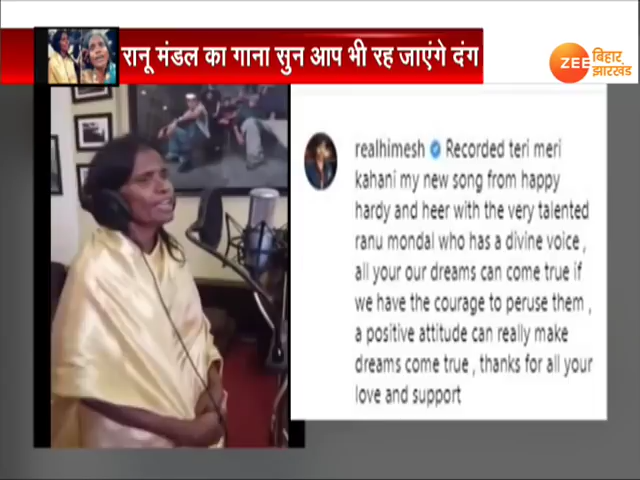 रानू मंडल का गाना सुन आप भी रह जाएंगे दंग
ZEE बिहार
झारखंड
realhimesh Recorded teri meri
kahani my new song from happy
hardy and heer with the very talented
ranu mondal who has a divine voice ,
all your our dreams can come true if
we have the courage to peruse them ,
a positive attitude can really make
dreams come true , thanks for all your
love and support